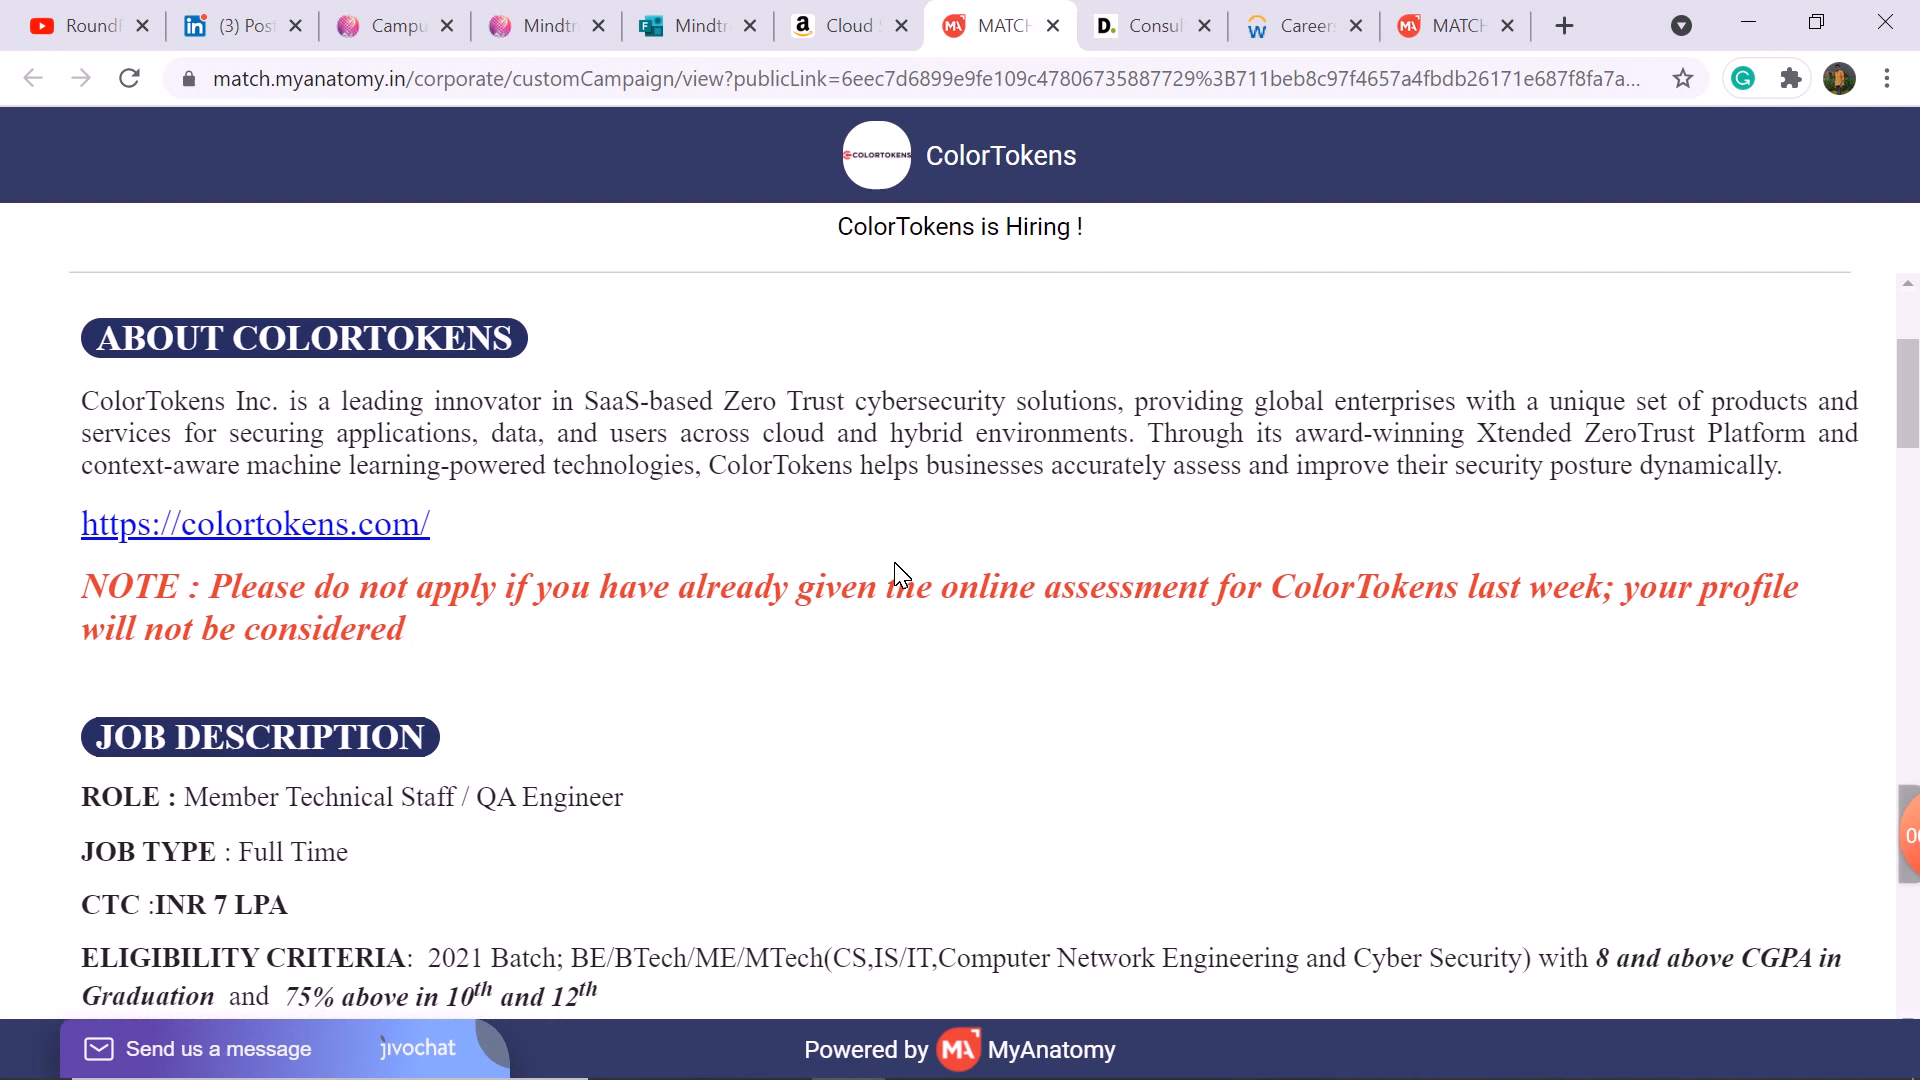 Round
(3) Pos
Campu
Mindtr
Mindtr
Cloud
MATCH
Consul
Career
MATCH
match.myanatomy.in/corporate/customCampaign/view?publicLink=6eec7d6899e9fe109c47806735887729%3B711beb8c97f4657a4fbdb26171e687f8fa7a...
COLORTOKENS ColorTokens
ColorTokens is Hiring !
ABOUT COLORTOKENS
ColorTokens Inc. is a leading innovator in SaaS-based Zero Trust cybersecurity solutions, providing global enterprises with a unique set of products and
services for securing applications, data, and users across cloud and hybrid environments. Through its award-winning Xtended ZeroTrust Platform and
context-aware machine learning-powered technologies, ColorTokens helps businesses accurately assess and improve their security posture dynamically.
https://colortokens.com/
NOTE : Please do not apply if you have already given the online assessment for ColorTokens last week; your profile
will not be considered
JOB DESCRIPTION
ROLE : Member Technical Staff / QA Engineer
JOB TYPE : Full Time
CTC :INR 7 LPA
ELIGIBILITY CRITERIA: 2021 Batch; BE/BTech/ME/MTech(CS,IS/IT,Computer Network Engineering and Cyber Security) with 8 and above CGPA in
Graduation and 75% above in 10th and 12th
Send us a message jivochat
Powered by MA MyAnatomy